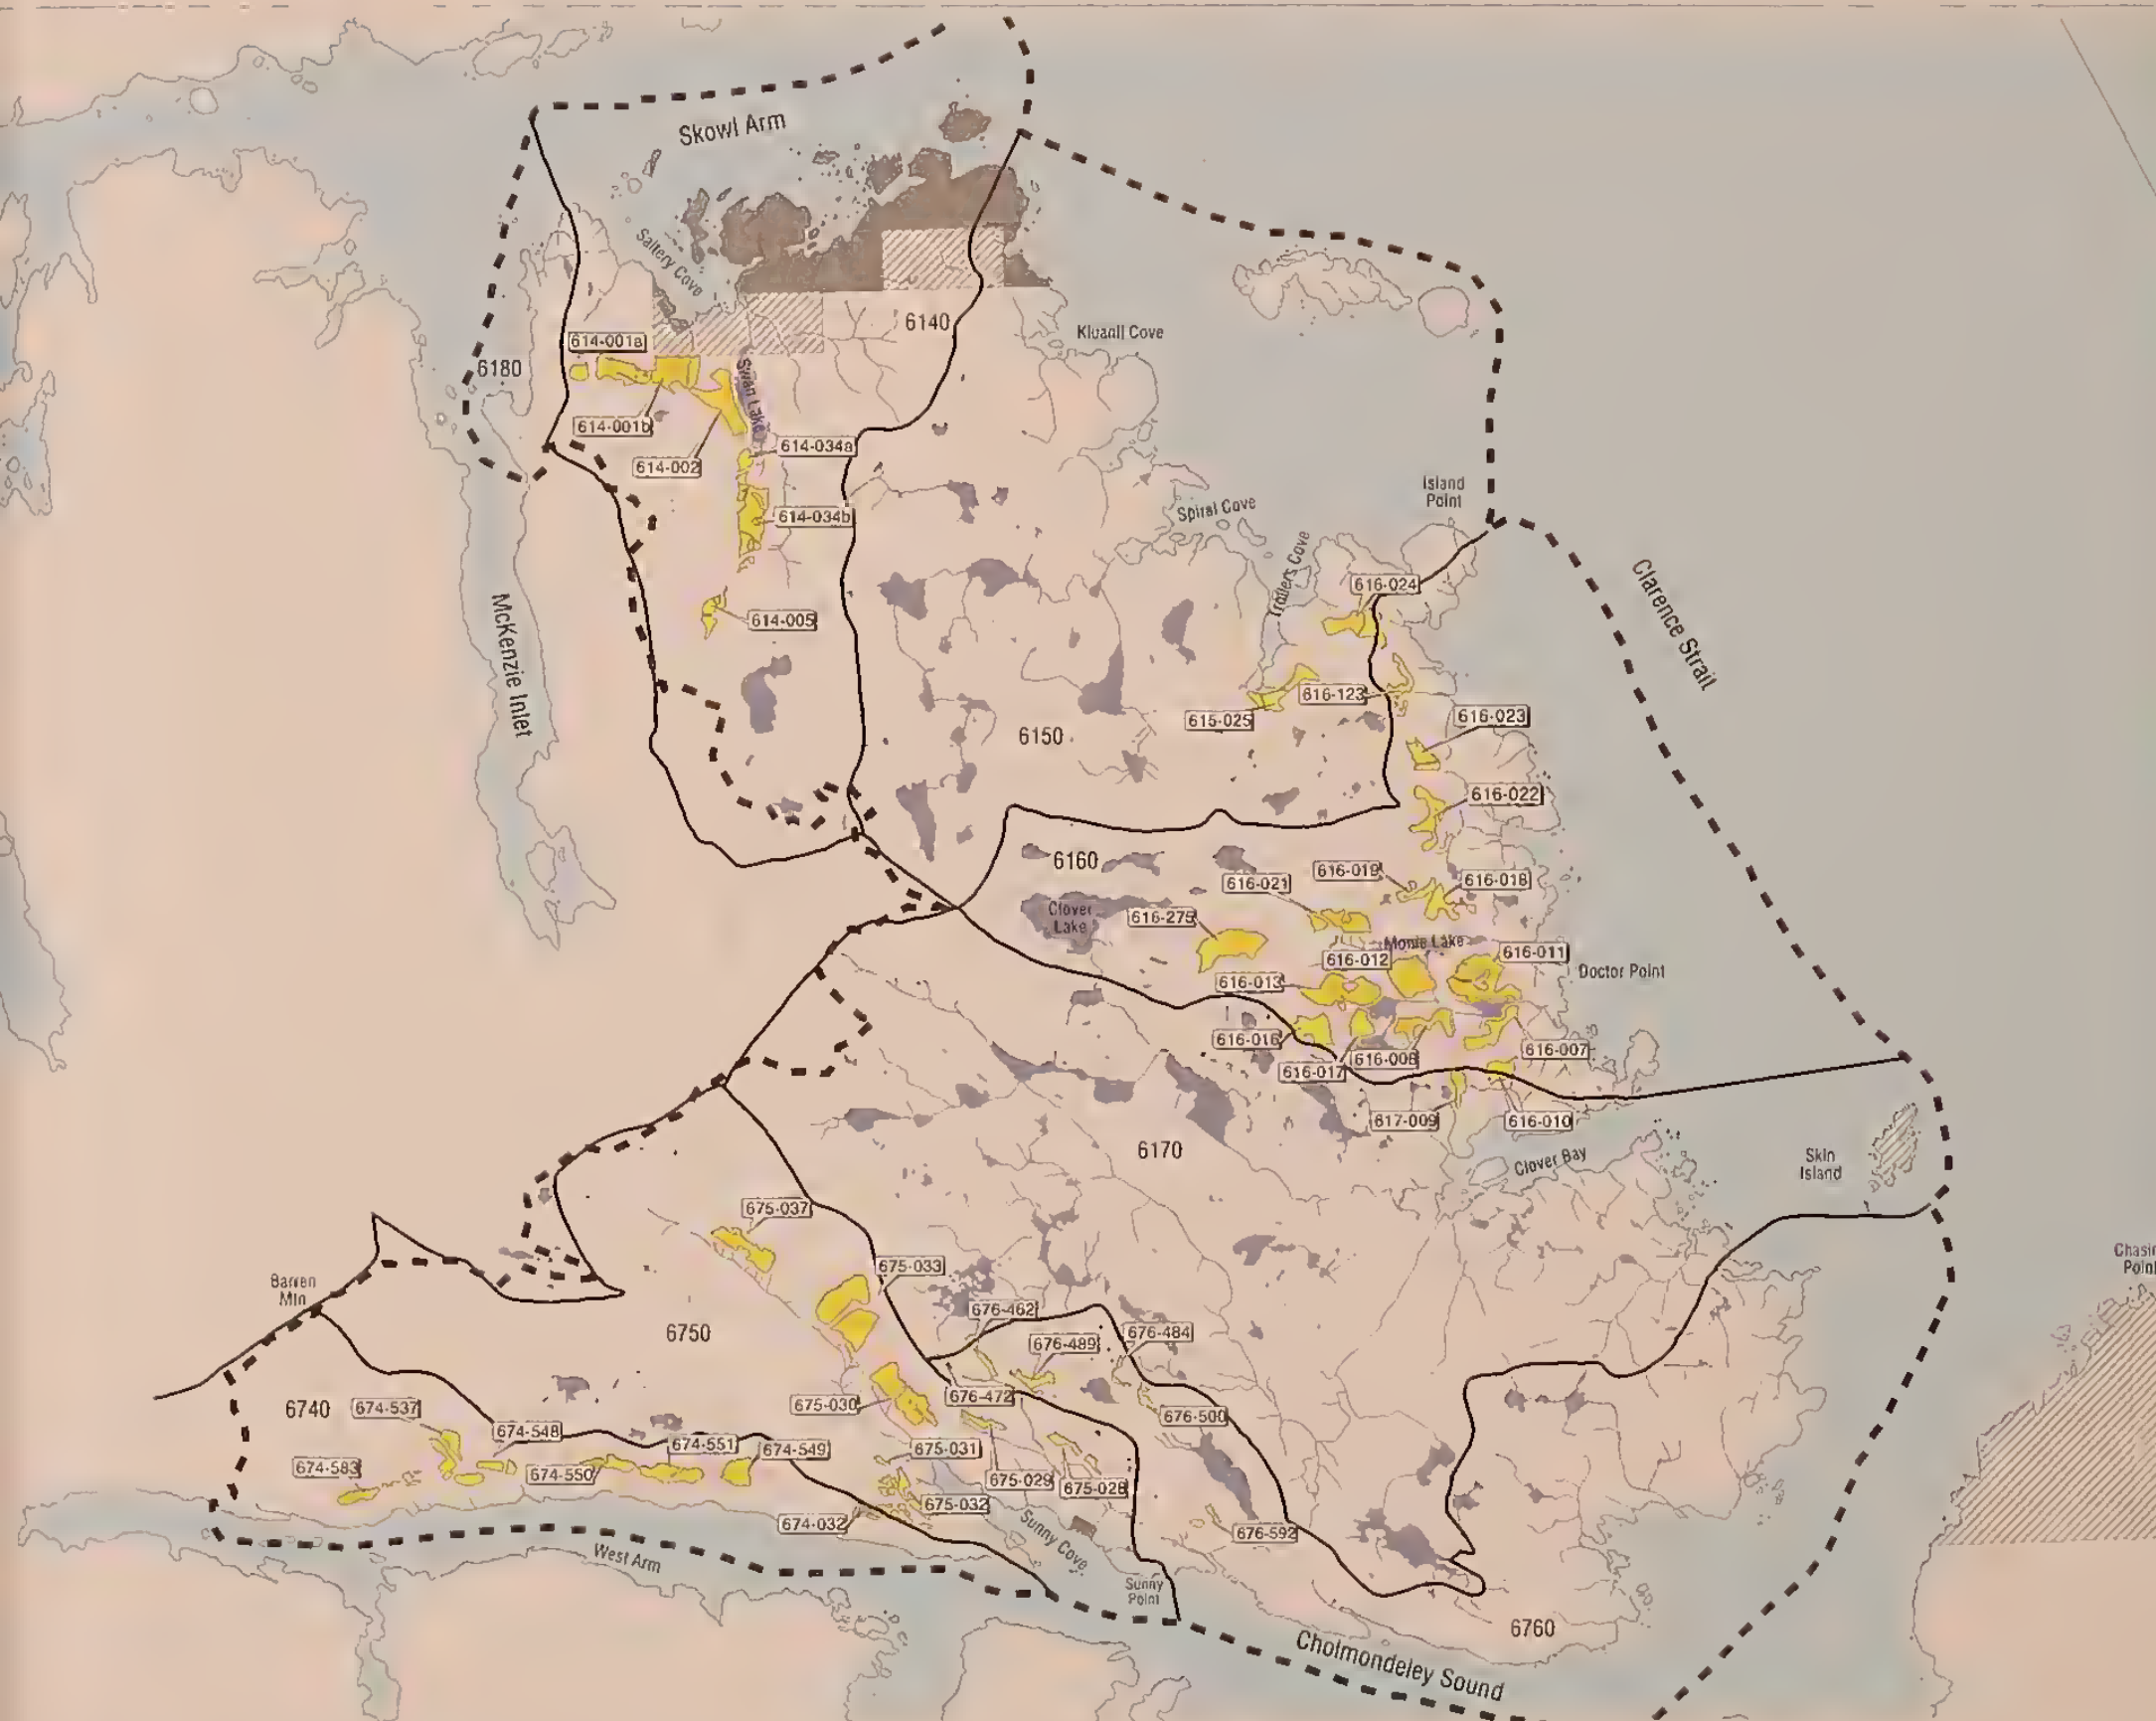 Skowl Arm
Saltery Cove
6140
Kluanil Cove
614-001a
6180
Swan Lake
614-001b
614-034a
614-002
614-034b
Island
Point
Spiral Cove
Trollers Cove
616-024
Clarence Strait
McKenzie Inlet
614-005
616-123
615-025
616-023
6150
616-022
6160
616-019
616-018
616-021
Clover
Lake
616-275
Monie Lake
616-011
616-012
Doctor Point
616-013
616-016
616-007
616-008
616-017
617-009
616-010
6170
Clover Bay
Skin
Island
675-037
Chasin
Point
675-033
Barren
Mtn
676-462
6750
676-484
676-489
676-472
675-030
6740
674-537
676-500
674-548
674-551
674-549
675-031
674-583
674-550
675-029
675-028
675-032
674-032
Sunny Cove
676-592
West Arm
Sunny
Point
6760
Cholmondeley Sound